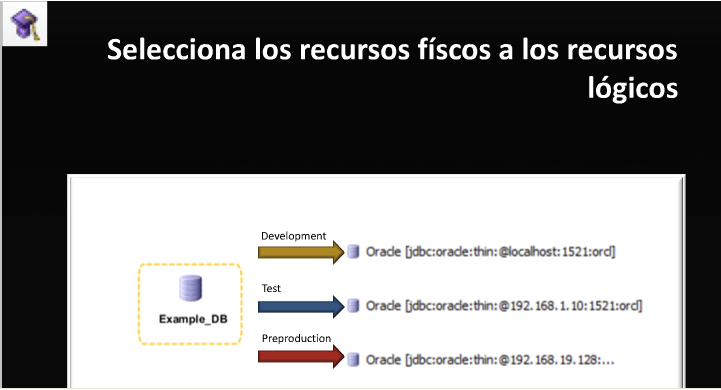 Selecciona los recursos físcos a los recursos
lógicos
Development
Oracle [jdbc:oracle:thin:@localhost:1521:orcl]
Test
Example_DB
Oracle [jdbc:oracle:thin:@192.168.1.10:1521:orcl]
Preproduction
Oracle [jdbc:oracle:thin:@192.168.19.128:...